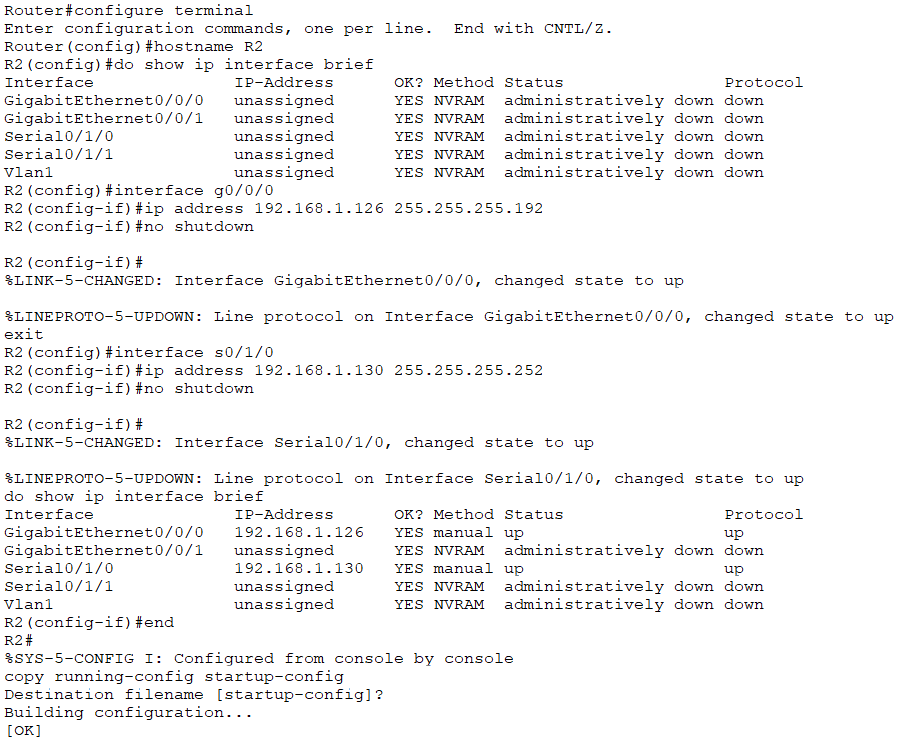 Router#configure terminal
Enter configuration commands, one per line.  End with CNTL/Z.
Router(config)#hostname R2
R2(config)#do show ip interface brief
Interface              IP-Address      OK? Method Status                Protocol
GigabitEthernet0/0/0   unassigned      YES NVRAM  administratively down down
GigabitEthernet0/0/1   unassigned      YES NVRAM  administratively down down
Serial0/1/0            unassigned      YES NVRAM  administratively down down
Serial0/1/1            unassigned      YES NVRAM  administratively down down
Vlan1                  unassigned      YES NVRAM  administratively down down
R2(config)#interface g0/0/0
R2(config-if)#ip address 192.168.1.126 255.255.255.192
R2(config-if)#no shutdown
R2(config-if)#
%LINK-5-CHANGED: Interface GigabitEthernet0/0/0, changed state to up
%LINEPROTO-5-UPDOWN: Line protocol on Interface GigabitEthernet0/0/0, changed state to up
exit
R2(config)#interface s0/1/0
R2(config-if)#ip address 192.168.1.130 255.255.255.252
R2(config-if)#no shutdown
R2(config-if)#
%LINK-5-CHANGED: Interface Serial0/1/0, changed state to up
%LINEPROTO-5-UPDOWN: Line protocol on Interface Serial0/1/0, changed state to up
do show ip interface brief
Interface              IP-Address      OK? Method Status                Protocol
GigabitEthernet0/0/0   192.168.1.126   YES manual up                    up
GigabitEthernet0/0/1   unassigned      YES NVRAM  administratively down down
Serial0/1/0            192.168.1.130   YES manual up                    up
Serial0/1/1            unassigned      YES NVRAM  administratively down down
Vlan1                  unassigned      YES NVRAM  administratively down down
R2(config-if)#end
R2#
%SYS-5-CONFIG I: Configured from console by console
copy running-config startup-config
Destination filename [startup-config]?
Building configuration...
[OK]